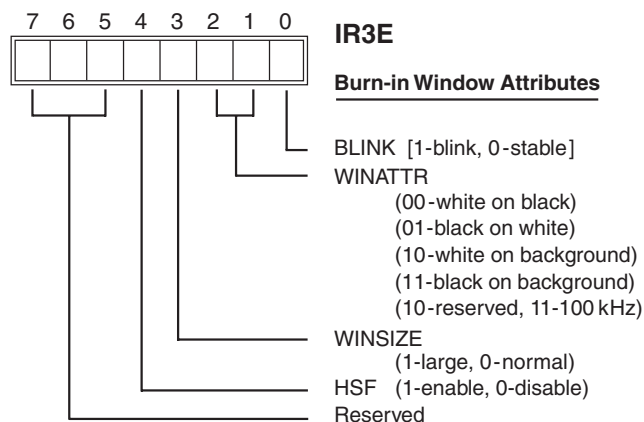 7 6 5 4 3 2 1 0
IR3E
Burn-in Window Attributes
BLINK [1-blink, 0-stable]
WINATTR
(00-white on black)
(01-black on white)
(10-white on background)
(11-black on background)
(10-reserved, 11-100 kHz)
WINSIZE
(1-large, 0-normal)
HSF (1-enable, 0-disable)
Reserved